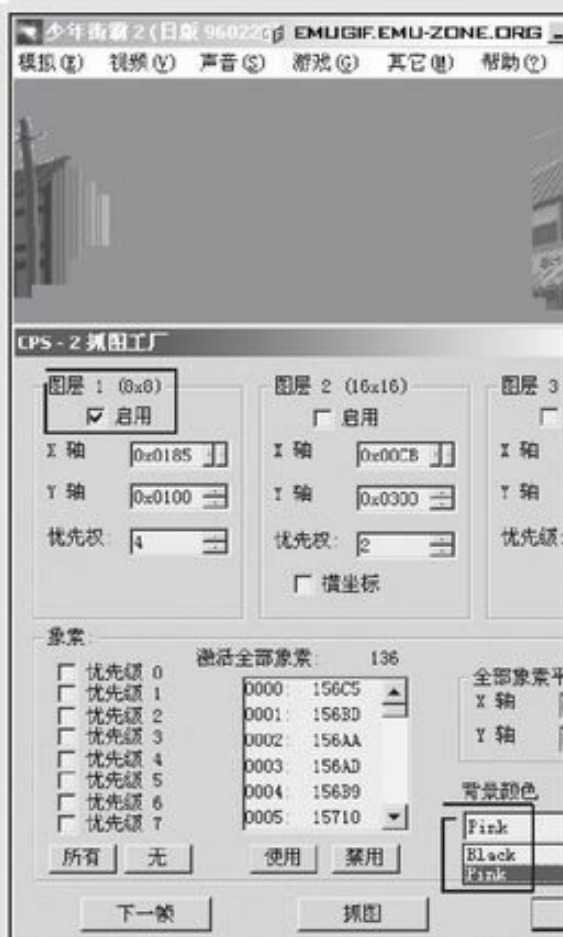 少年街霸 2 (日版 960227) EMUGIF.EMU-ZONE.ORG
模拟(E) 视频(V) 声音(S) 游戏(G) 其它(M) 帮助(?)
CPS - 2 抓图工厂
图层 1 (8x8) 图层 2 (16x16) 图层 3
启用 启用
X 轴 0x0185 X 轴 0x00CB X 轴
Y 轴 0x0100 Y 轴 0x0300 Y 轴
优先权: 4 优先权: 2 优先级:
横坐标
象素:
激活全部象素: 136
优先级 0
优先级 1
优先级 2
优先级 3
优先级 4
优先级 5
优先级 6
优先级 7
0000: 156C5
0001: 156BD
0002: 156AA
0003: 156AD
0004: 156B9
0005: 15710
全部象素平
X 轴
Y 轴
背景颜色
Pink
Black
Pink
所有 无 使用 禁用
下一帧 抓图